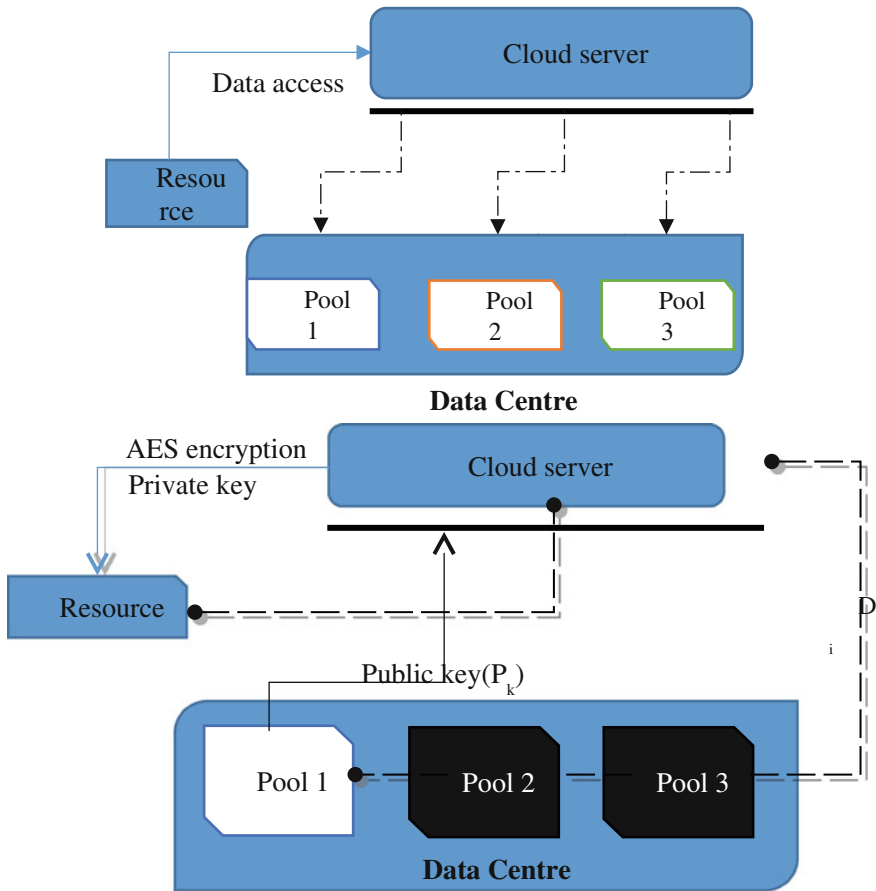 Cloud server
Data access
Resou
rce
Pool
1
Pool
2
Pool
3
Data Centre
AES encryption
Private key
Cloud server
Resource
D
i
Public key(Pk)
Pool 1
Pool 2
Pool 3
Data Centre